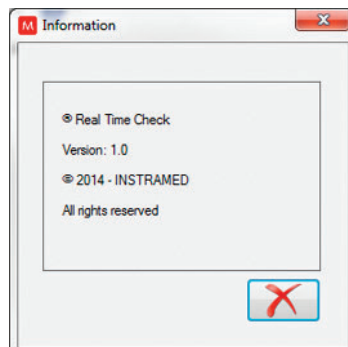 M Information
© Real Time Check
Version: 1.0
© 2014 - INSTRAMED
All rights reserved